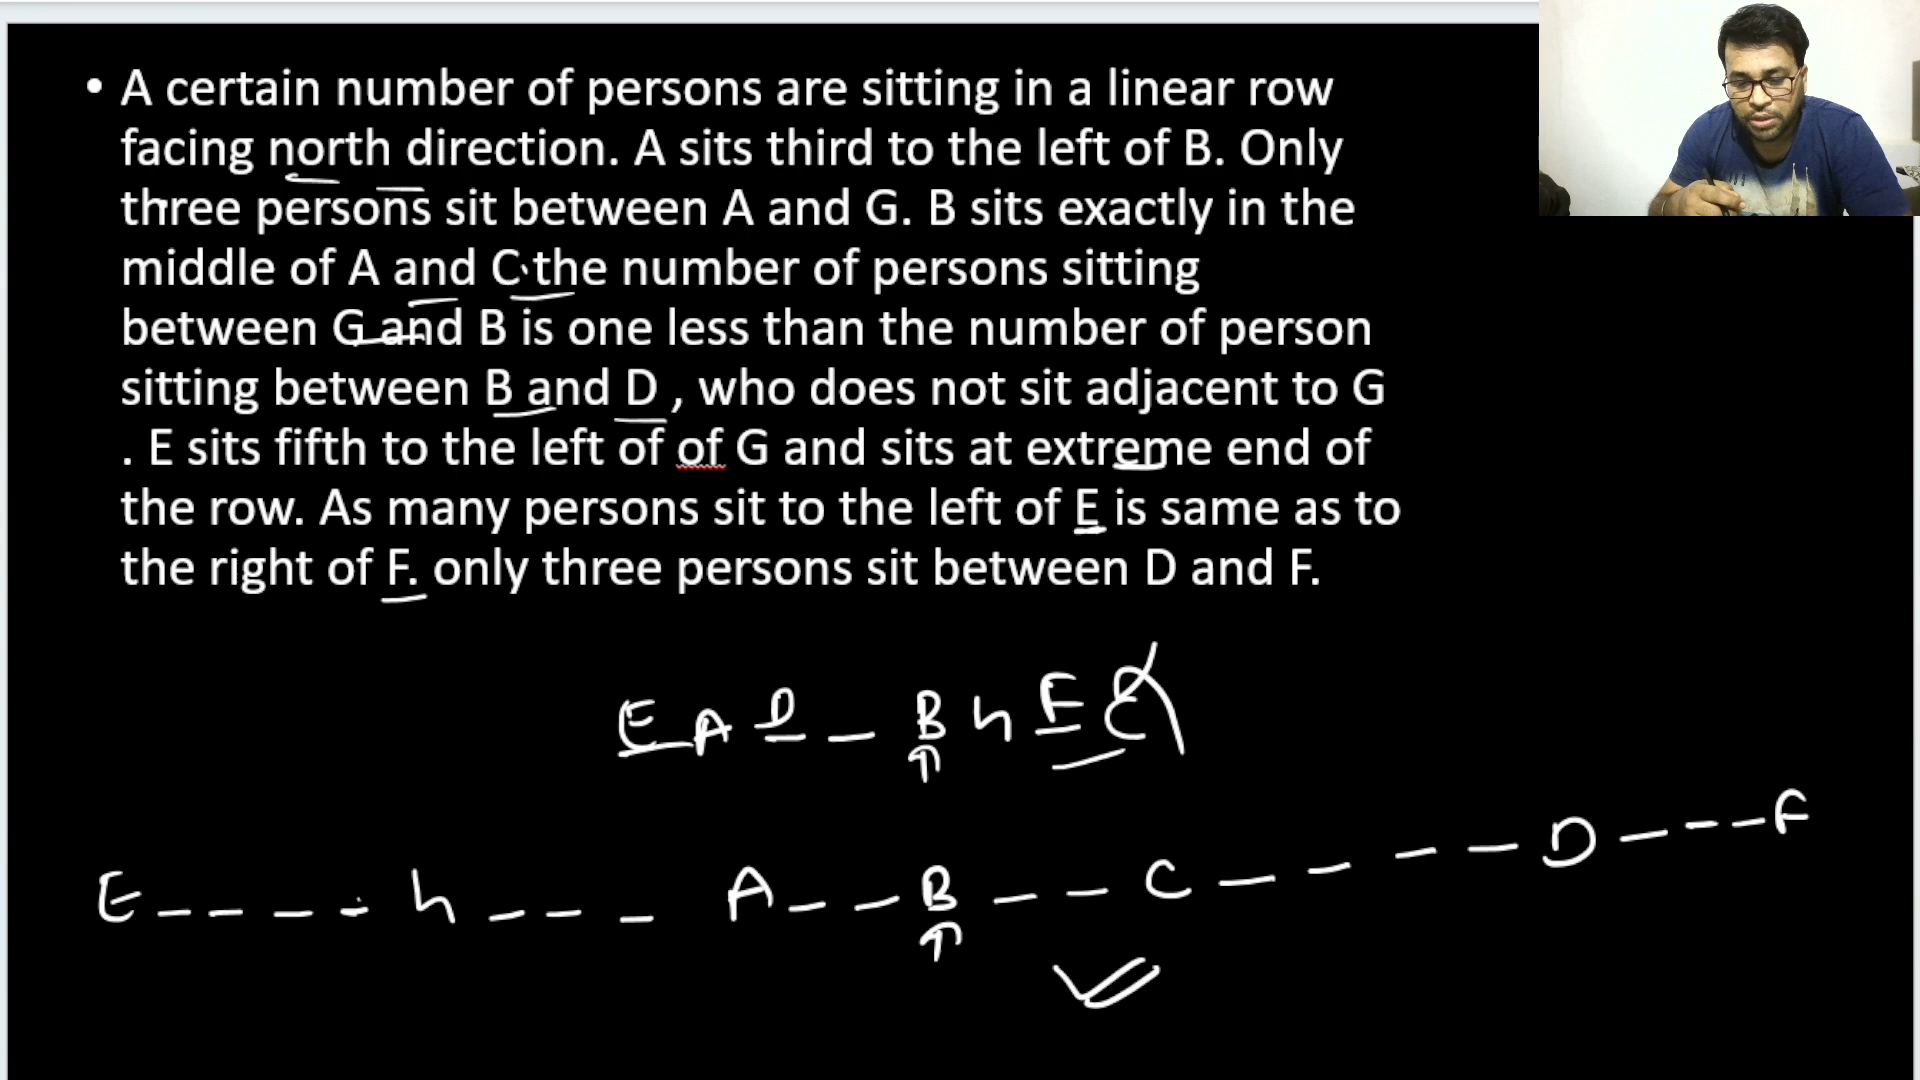 • A certain number of persons are sitting in a linear row
facing north direction. A sits third to the left of B. Only
three persons sit between A and G. B sits exactly in the
middle of A and C the number of persons sitting
between G and B is one less than the number of person
sitting between B and D , who does not sit adjacent to G
. E sits fifth to the left of of G and sits at extreme end of
the row. As many persons sit to the left of E is same as to
the right of F. only three persons sit between D and F.
E A D _ B h F
E _ _ _ _ h _ _ _ A _ _ B _ _ C _ _ _ _ D _ _ _ F